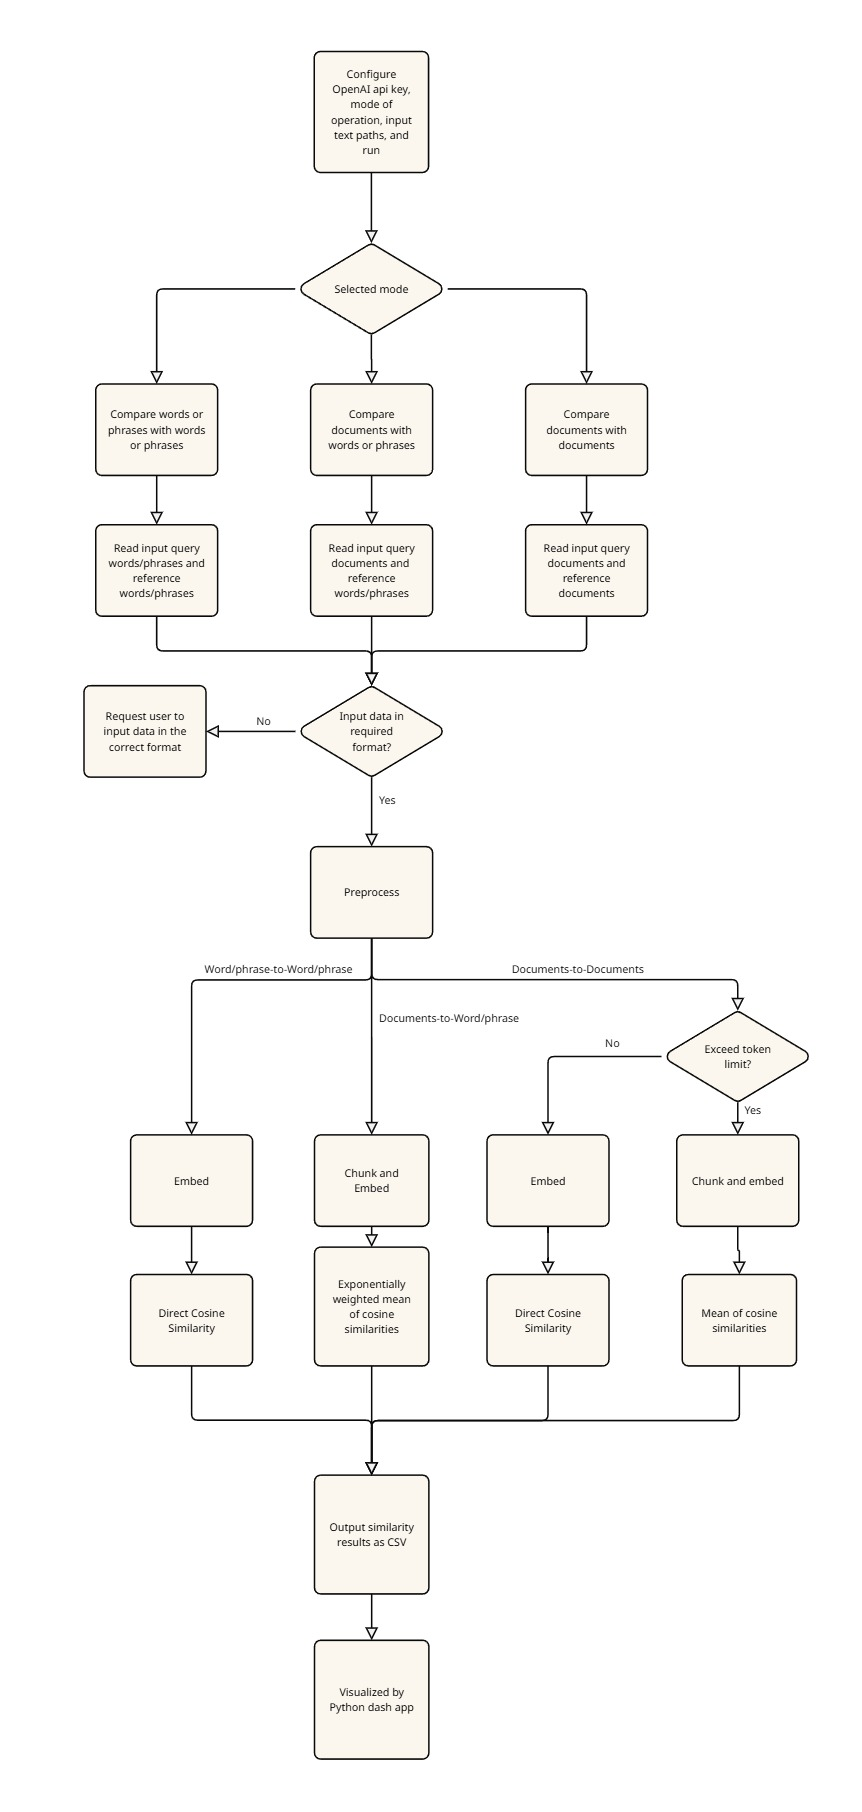 Configure
OpenAI api key,
mode of
operation, input
text paths, and
run
Selected mode
Compare words or
phrases with words
or phrases
Compare
documents with
words or phrases
Compare
documents with
documents
Read input query
words/phrases and
reference
words/phrases
Read input query
documents and
reference
words/phrases
Read input query
documents and
reference
documents
Request user to
input data in the
correct format
No
Input data in
required
format?
Yes
Preprocess
Word/phrase-to-Word/phrase
Documents-to-Documents
Documents-to-Word/phrase
No
Exceed token
limit?
Yes
Embed
Chunk and
Embed
Embed
Chunk and embed
Direct Cosine
Similarity
Exponentially
weighted mean
of cosine
similarities
Direct Cosine
Similarity
Mean of cosine
similarities
Output similarity
results as CSV
Visualized by
Python dash app